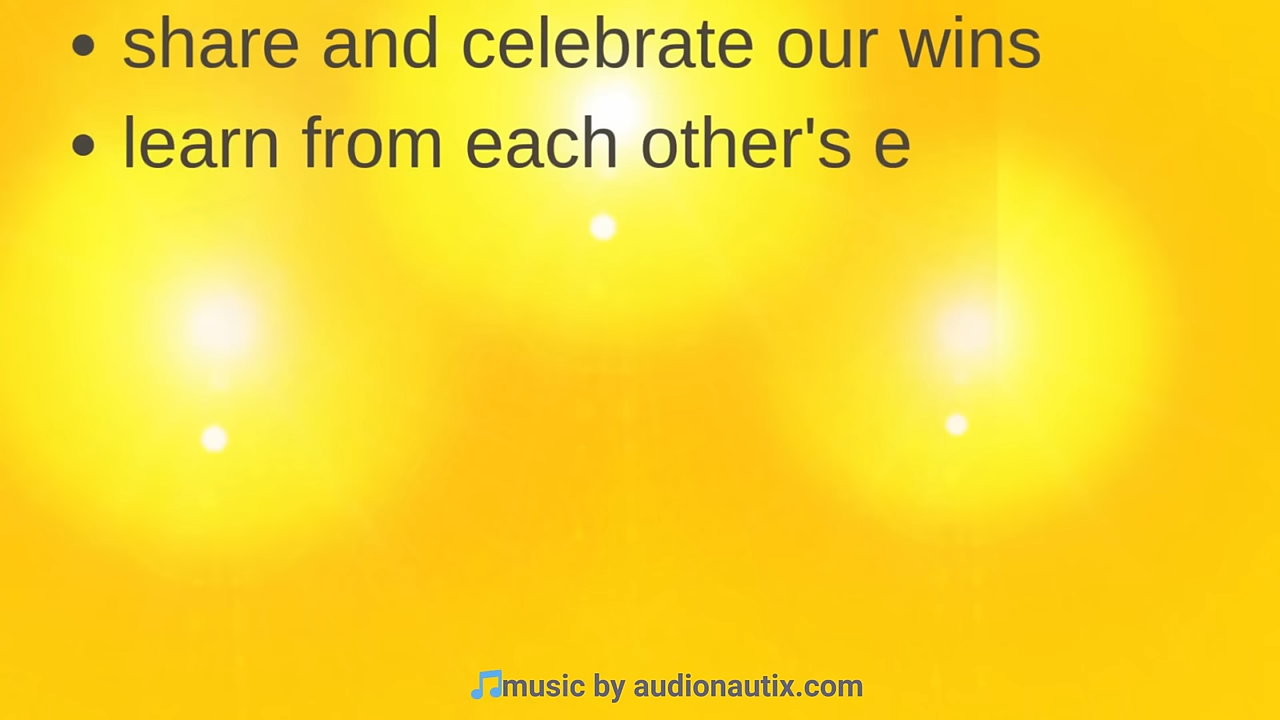 • share and celebrate our wins
• learn from each other's e
🎵music by audionautix.com